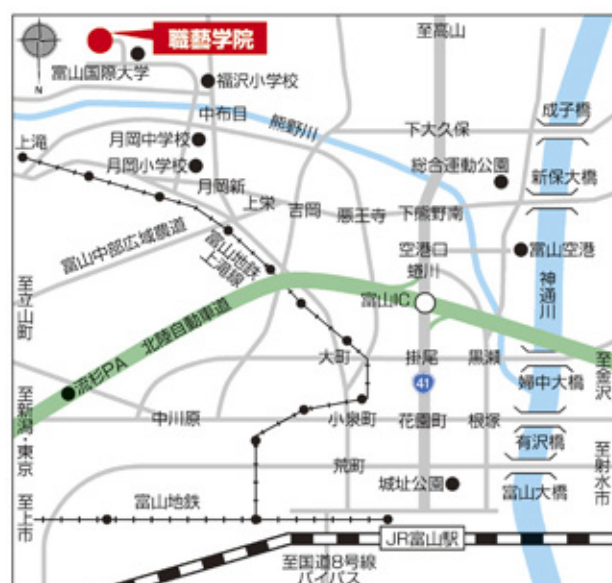 職藝学院
至高山
N
富山国際大学
福沢小学校
中布目
熊野川
成子橋
下大久保
上滝
月岡中学校
月岡小学校
総合運動公園
新保大橋
月岡新
上栄
吉岡
悪王寺
下熊野南
富山中部広域農道
富山地鉄
上滝線
空港口
富山空港
蜷川
至立山町
富山IC
神通川
北陸自動車道
流杉PA
大町
掛尾
黒瀬
至金沢
41
婦中大橋
至新潟・東京
中川原
小泉町
花園町
根塚
有沢橋
荒町
至射水市
至上市
富山地鉄
城址公園
富山大橋
JR富山駅
至国道8号線
バイパス